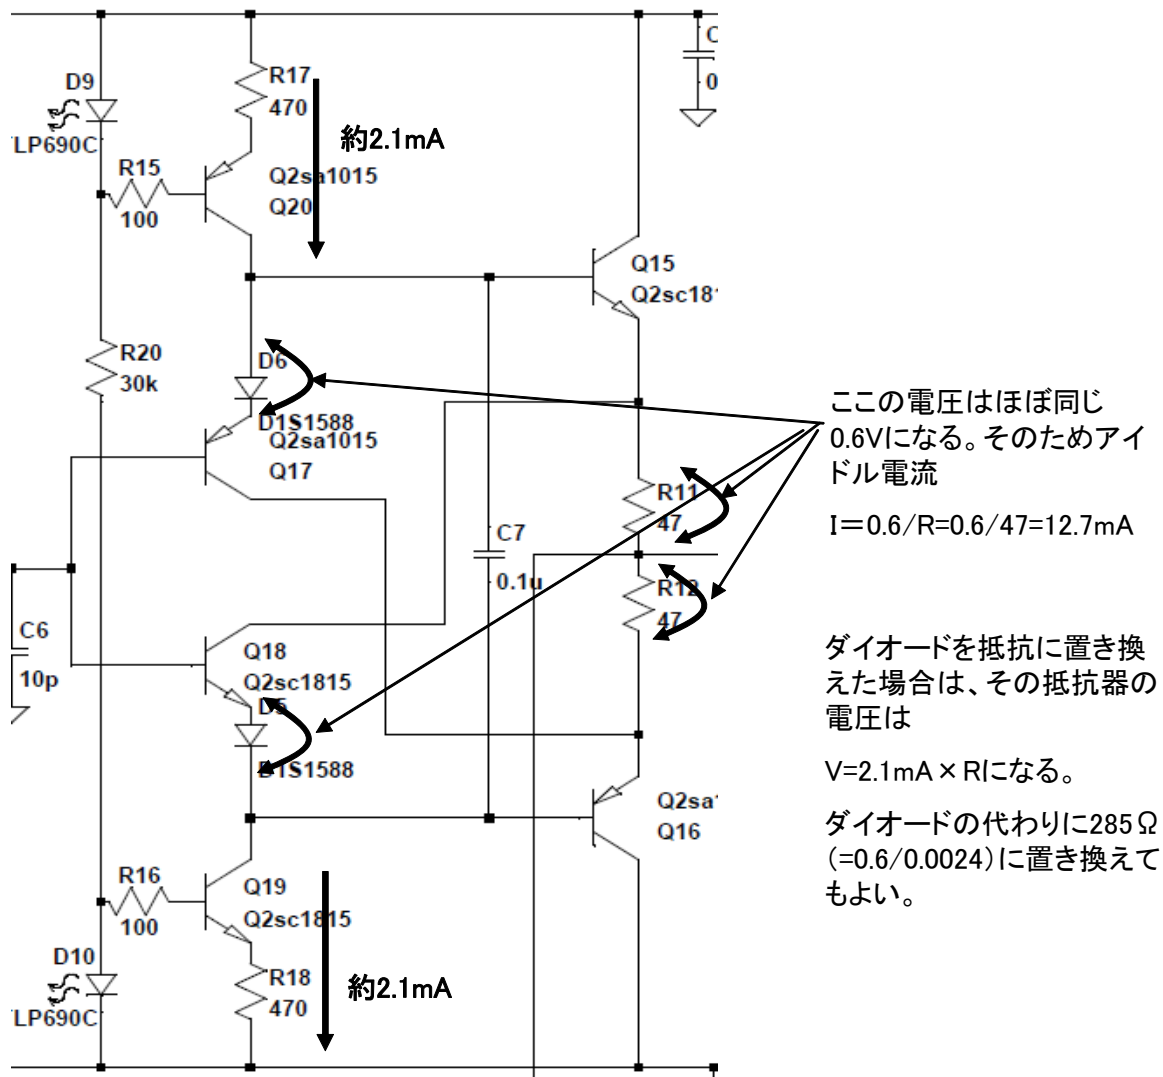 C
0
D9
LP690C
R17
470
約2.1mA
R15
100
Q2sa1015
Q20
Q15
Q2sc181
R20
30k
D6
D1S1588
Q2sa1015
Q17
ここの電圧はほぼ同じ
0.6Vになる。そのためアイ
ドル電流
I＝0.6/R=0.6/47=12.7mA
R11
47
C7
0.1u
R12
47
C6
10p
Q18
Q2sc1815
D5
D1S1588
ダイオードを抵抗に置き換
えた場合は、その抵抗器の
電圧は
V=2.1mA×Rになる。
ダイオードの代わりに285Ω
(=0.6/0.0024)に置き換えて
もよい。
Q2sa1
Q16
R16
100
Q19
Q2sc1815
D10
LP690C
R18
470
約2.1mA